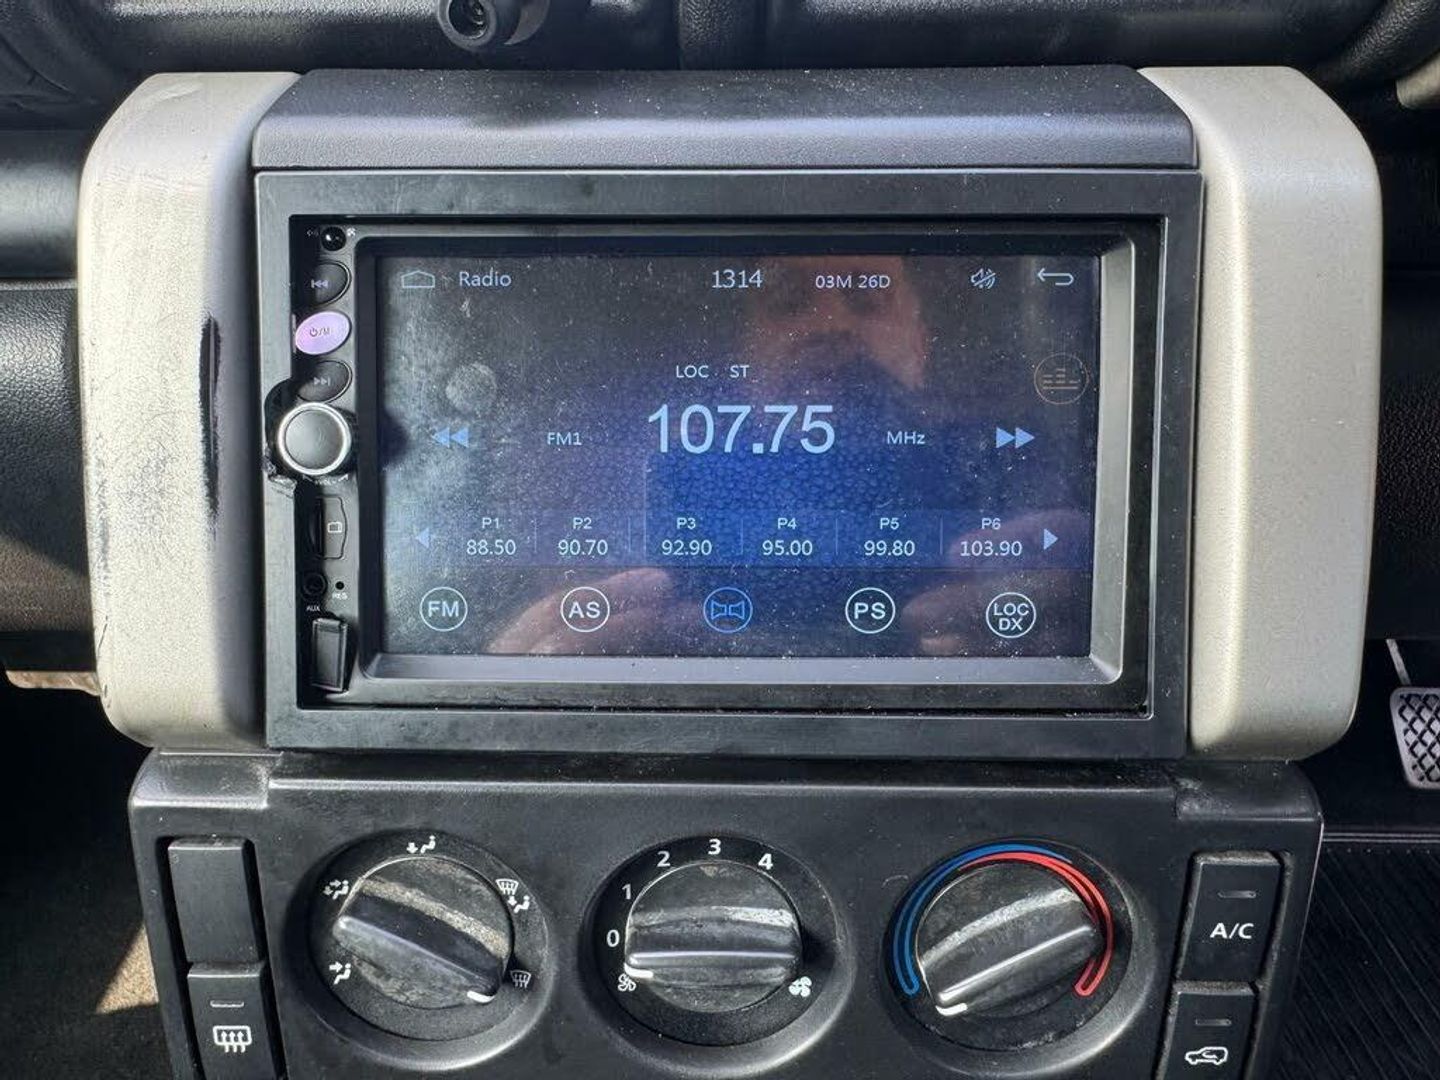 Radio 1314 03M 26D
LOC ST
FM1 107.75 MHz
P1 P2 P3 P4 P5 P6
88.50 90.70 92.90 95.00 99.80 103.90
FM AS PS LOC DX
RES
AUX
0 1 2 3 4
A/C